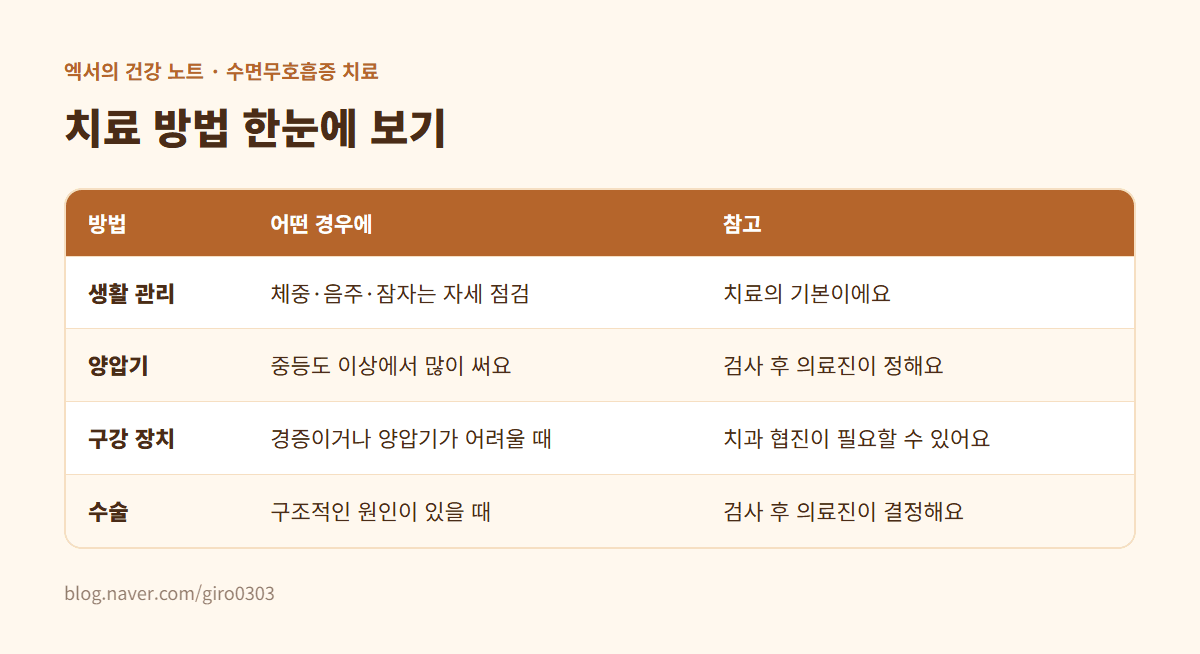 엑서의 건강 노트 · 수면무호흡증 치료
치료 방법 한눈에 보기
방법 어떤 경우에 참고
생활 관리 체중·음주·잠자는 자세 점검 치료의 기본이에요
양압기 중등도 이상에서 많이 써요 검사 후 의료진이 정해요
구강 장치 경증이거나 양압기가 어려울 때 치과 협진이 필요할 수 있어요
수술 구조적인 원인이 있을 때 검사 후 의료진이 결정해요
blog.naver.com/giro0303